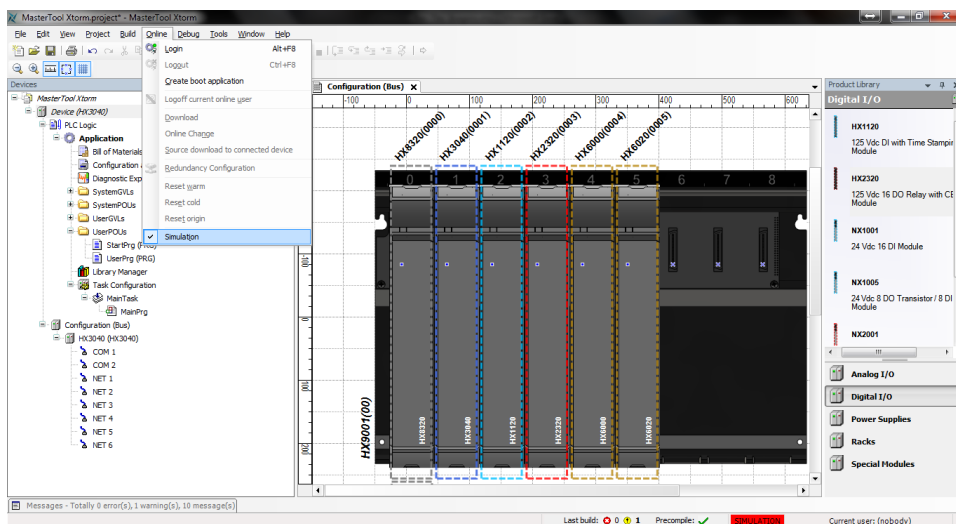 MasterTool Xtorm.project* - MasterTool Xtorm
File Edit View Project Build Online Debug Tools Window Help
Login Alt+F8
Logout Ctrl+F8
Create boot application
Logoff current online user
Download
Online Change
Source download to connected device
Redundancy Configuration
Reset warm
Reset cold
Reset origin
Simulation
Devices
MasterTool Xtorm
Device (HX3040)
PLC Logic
Application
Bill of Materials
Configuration
Diagnostic Exp
SystemGVLs
SystemPOUs
UserGVLs
UserPOUs
StartPrg (PRG)
UserPrg (PRG)
Library Manager
Task Configuration
MainTask
MainPrg
Configuration (Bus)
HX3040 (HX3040)
COM 1
COM 2
NET 1
NET 2
NET 3
NET 4
NET 5
NET 6
Configuration (Bus)
-100 0 100 200 300 400 500 600
HX8320(0000) HX3040(0001) HX1120(0002) HX2320(0003) HX6000(0004) HX6020(0005)
0 1 2 3 4 5 6 7 8
-100
0
100
200
HX9001(00)
HX8320 HX3040 HX1120 HX2320 HX6000 HX6020
Product Library
Digital I/O
HX1120
125 Vdc DI with Time Stampin
Module
HX2320
125 Vdc 16 DO Relay with CB
Module
NX1001
24 Vdc 16 DI Module
NX1005
24 Vdc 8 DO Transistor / 8 DI
Module
NX2001
Analog I/O
Digital I/O
Power Supplies
Racks
Special Modules
Messages - Totally 0 error(s), 1 warning(s), 10 message(s)
Last build: 0 1 Precompile: SIMULATION Current user: (nobody)